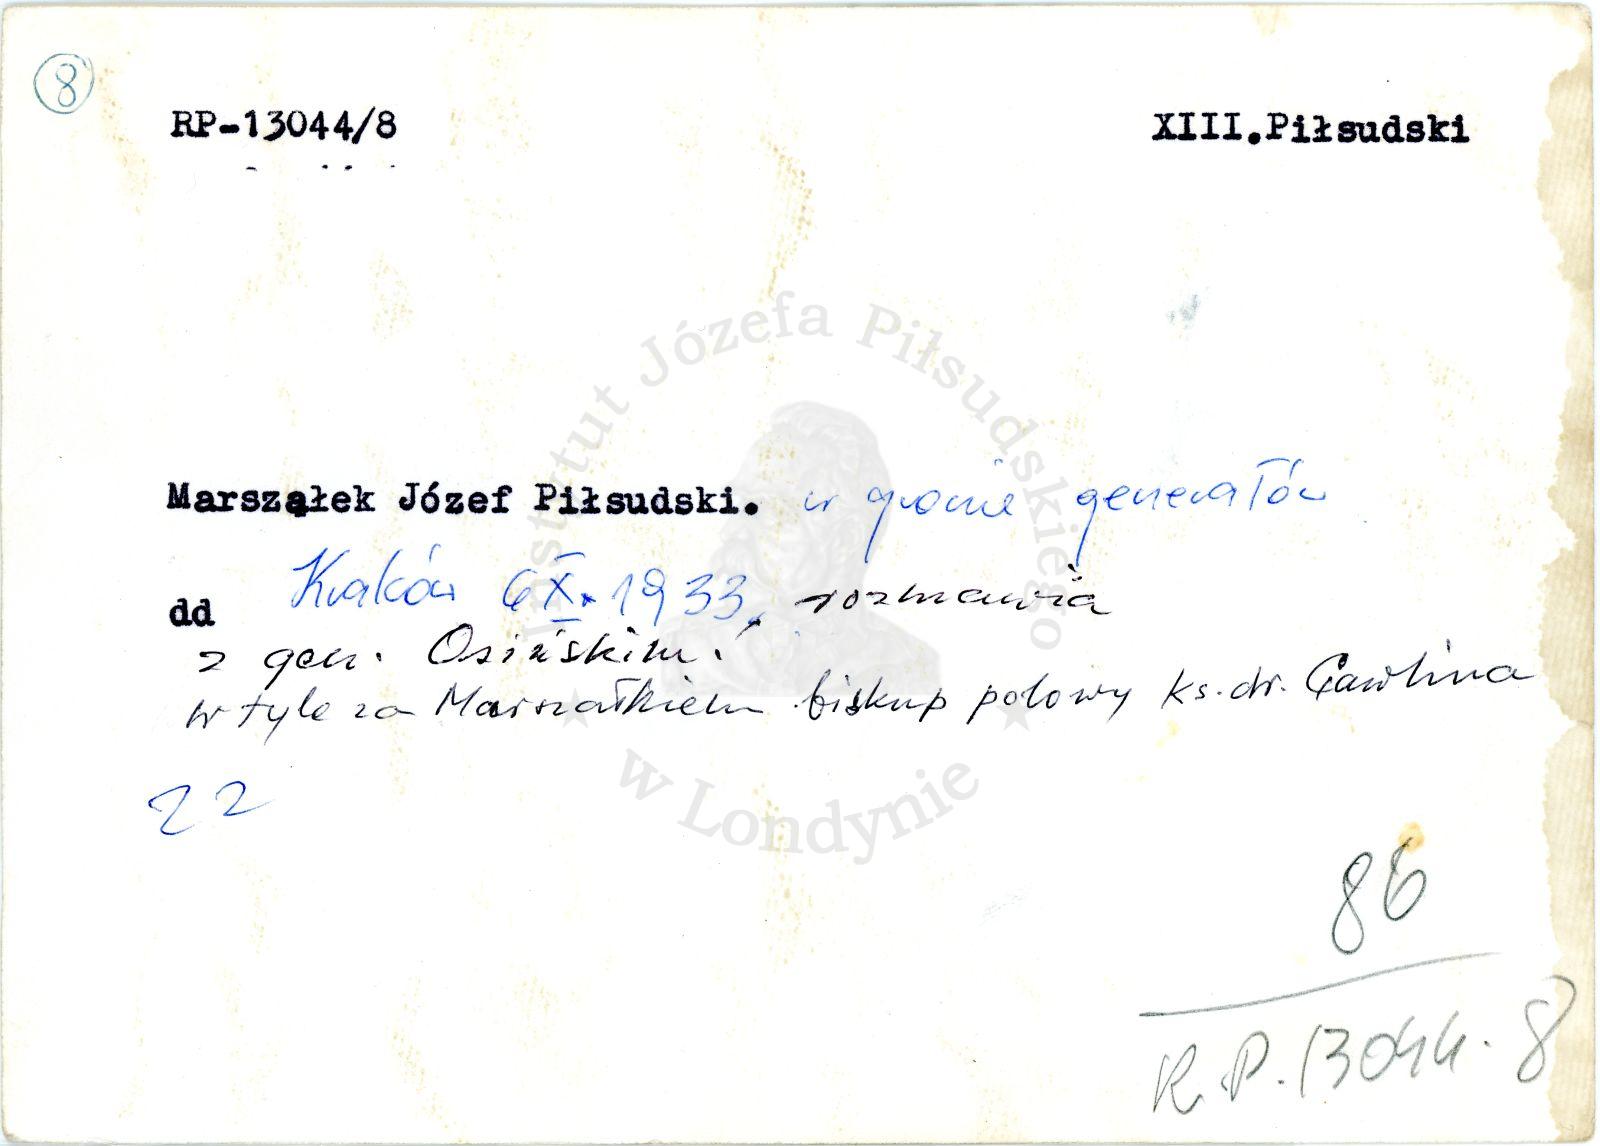 8
RP-13044/8
XIII.Piłsudski
Marszałek Józef Piłsudski. w gronie generałów
dd Kraków 6 X. 1933. rozmawia
z gen. Osińskim.
w tyle za Marszałkiem biskup polowy ks. dr. Gawlina
22
86
R.P. 13044. 8
Instytut Józefa Piłsudskiego
w Londynie